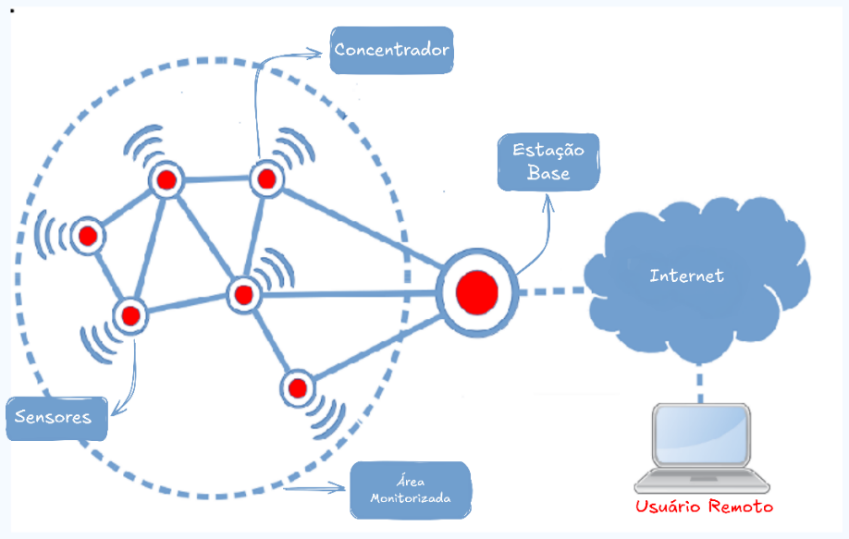 Concentrador
Estação
Base
Internet
Sensores
Área
Monitorizada
Usuário Remoto